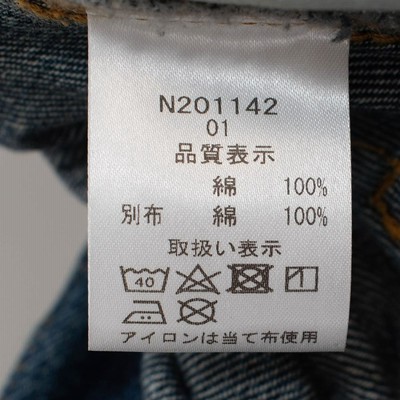 N201142
01
品質表示
綿 100%
別布 綿 100%
取扱い表示
40
アイロンは当て布使用